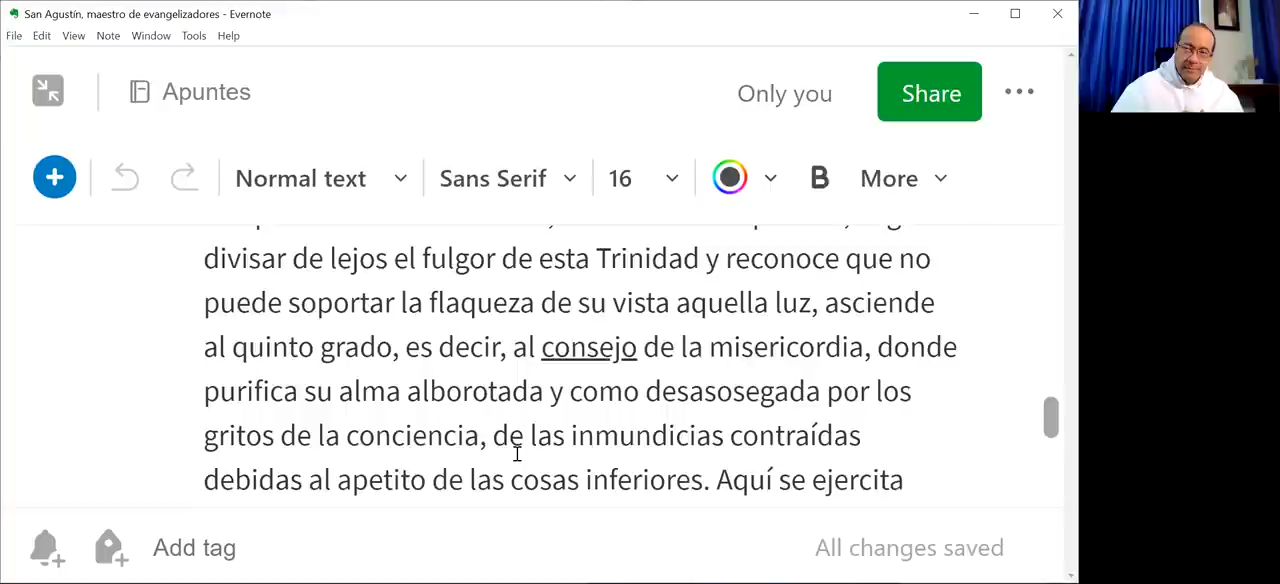 San Agustín, maestro de evangelizadores - Evernote
File Edit View Note Window Tools Help
Apuntes
Only you
Share
Normal text
Sans Serif
16
B
More
divisar de lejos el fulgor de esta Trinidad y reconoce que no
puede soportar la flaqueza de su vista aquella luz, asciende
al quinto grado, es decir, al consejo de la misericordia, donde
purifica su alma alborotada y como desasosegada por los
gritos de la conciencia, de las inmundicias contraídas
debidas al apetito de las cosas inferiores. Aquí se ejercita
Add tag
All changes saved